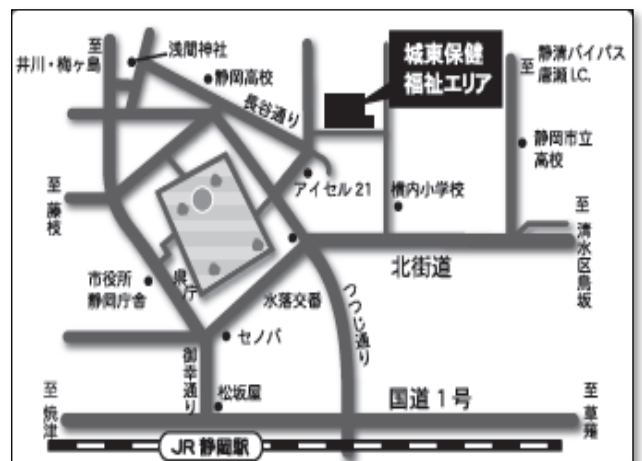 至
井川・梅ヶ島
浅間神社
静岡高校
長谷通り
城東保健
福祉エリア
至
静清バイパス
唐瀬I.C.
静岡市立
高校
至
藤枝
アイセル21
横内小学校
至
清水区鳥坂
北街道
市役所
静岡庁舎
県庁
水落交番
つつじ通り
セノバ
御幸通り
松坂屋
国道1号
至
焼津
至
草薙
JR静岡駅